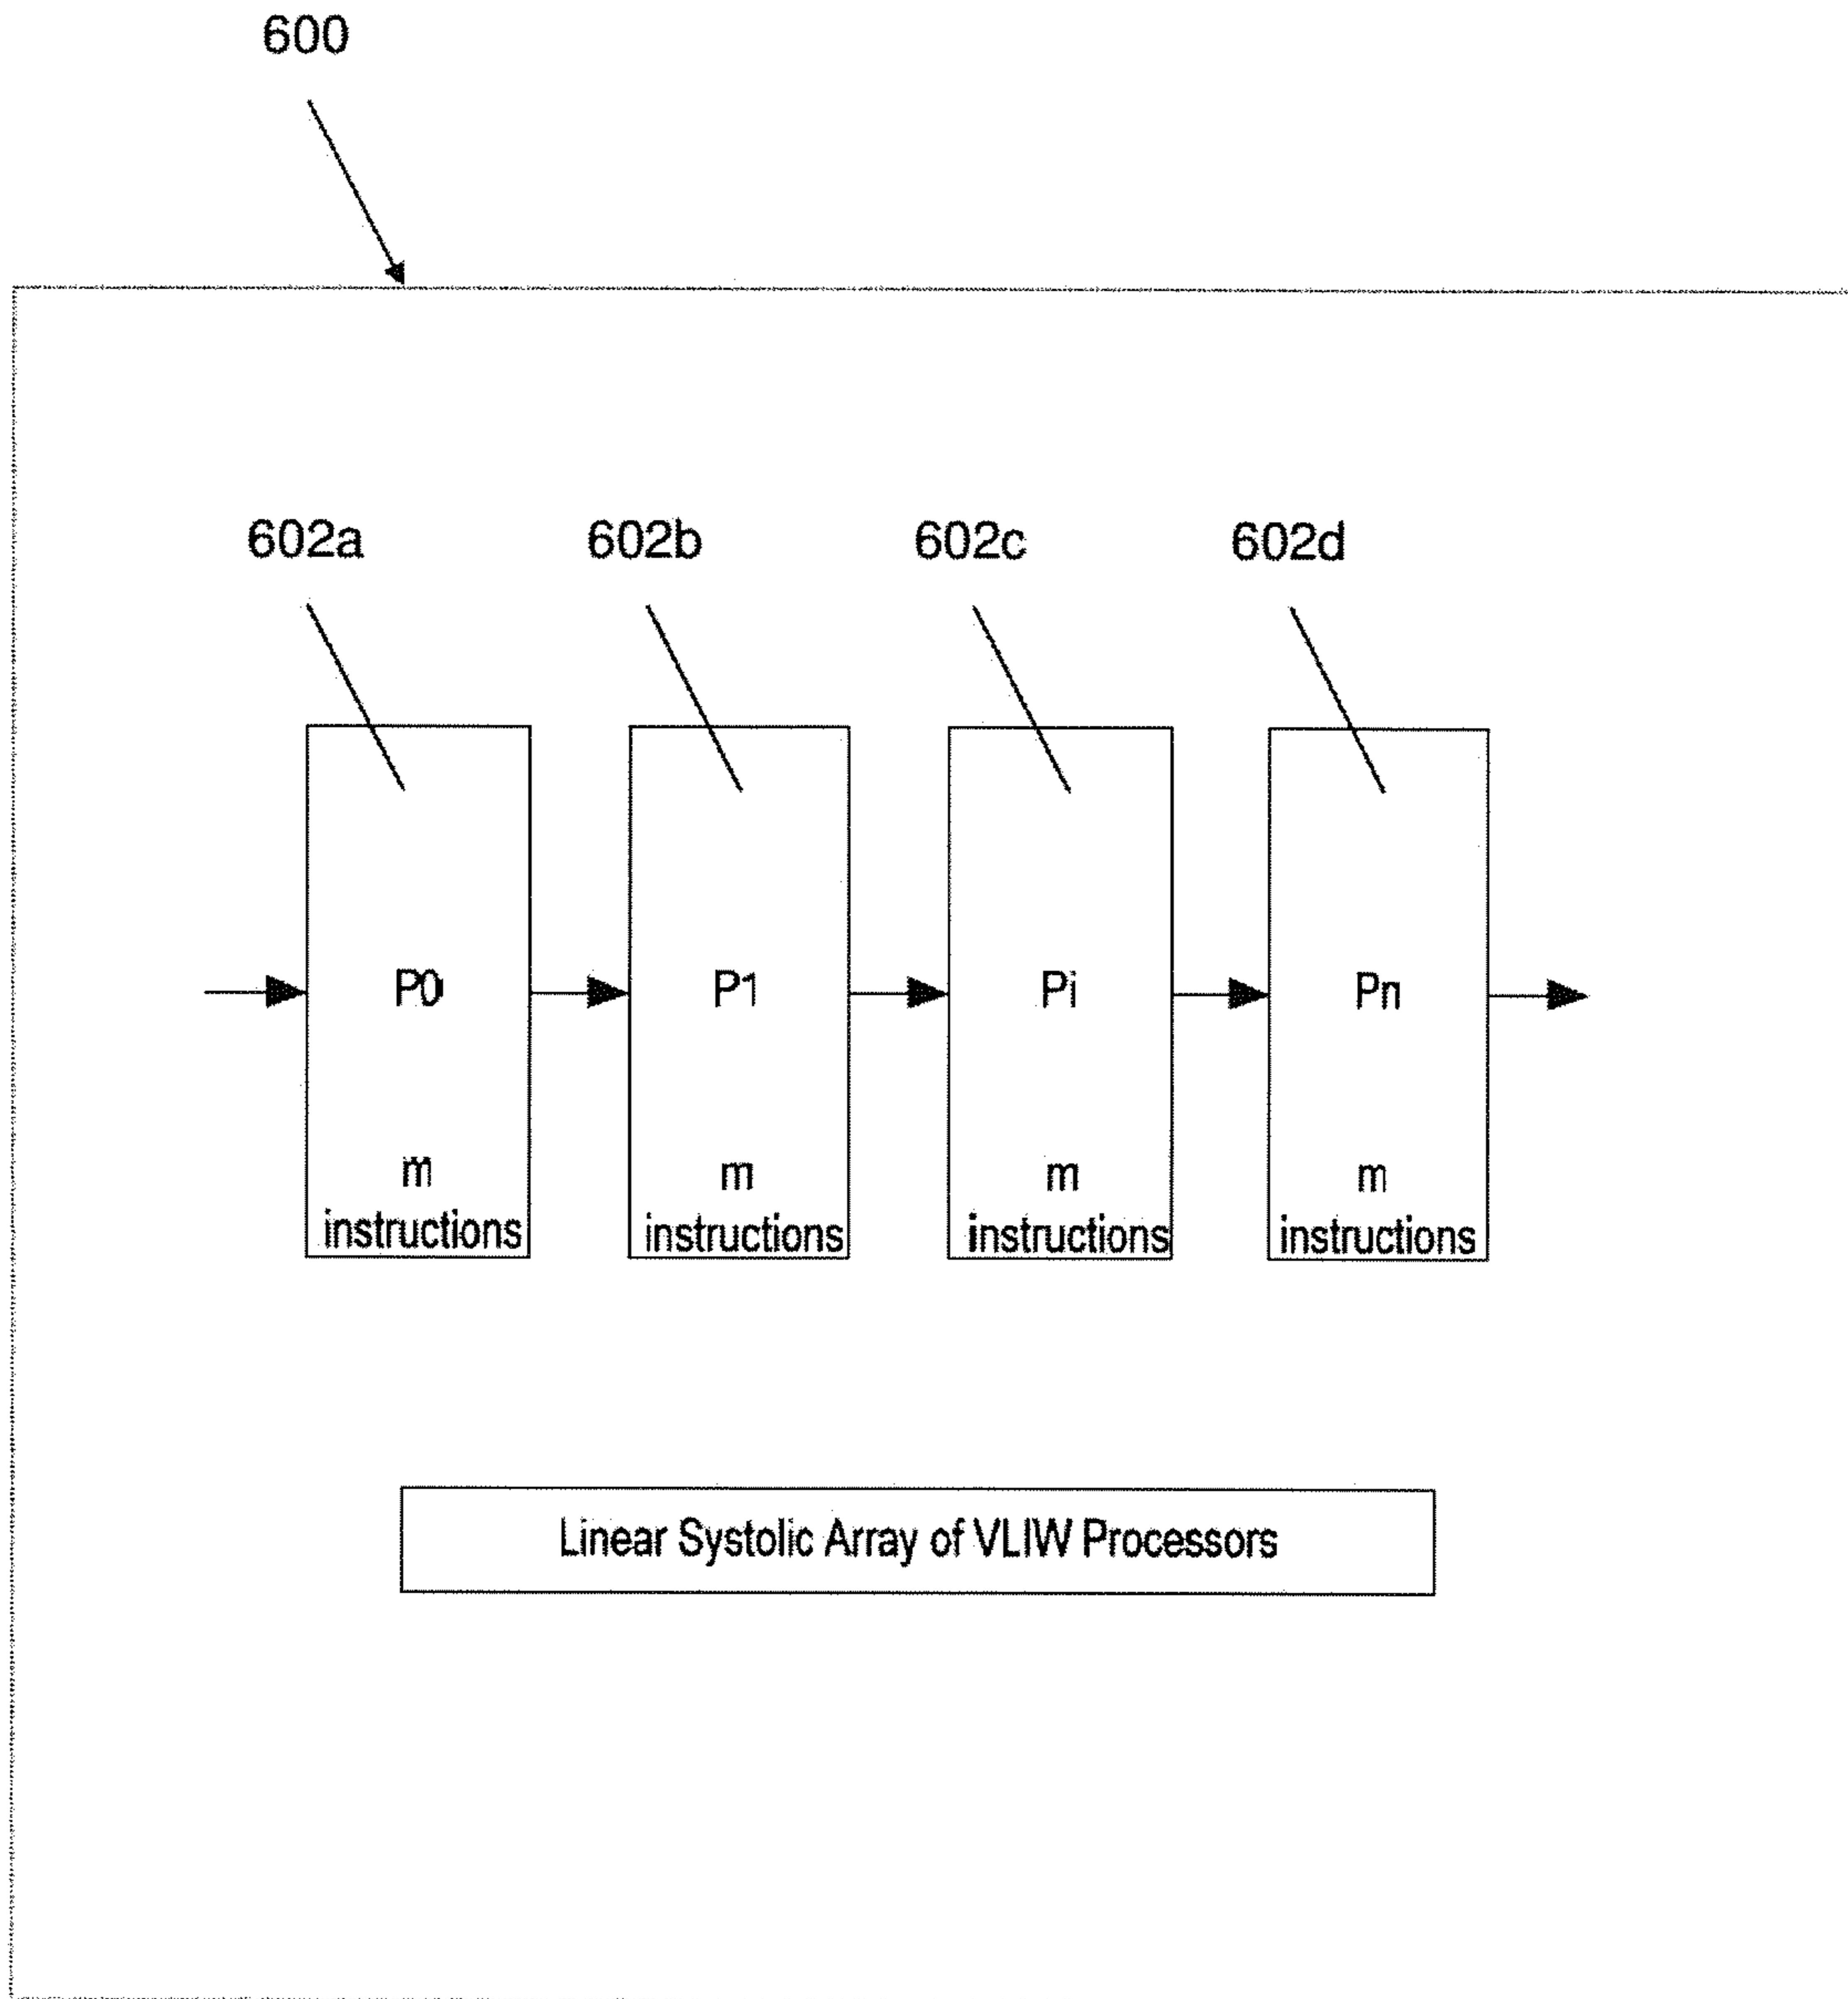 600
602a 602b 602c 602d
P0 P1 Pi Pn
m m m m
instructions instructions instructions instructions
Linear Systolic Array of VLIW Processors